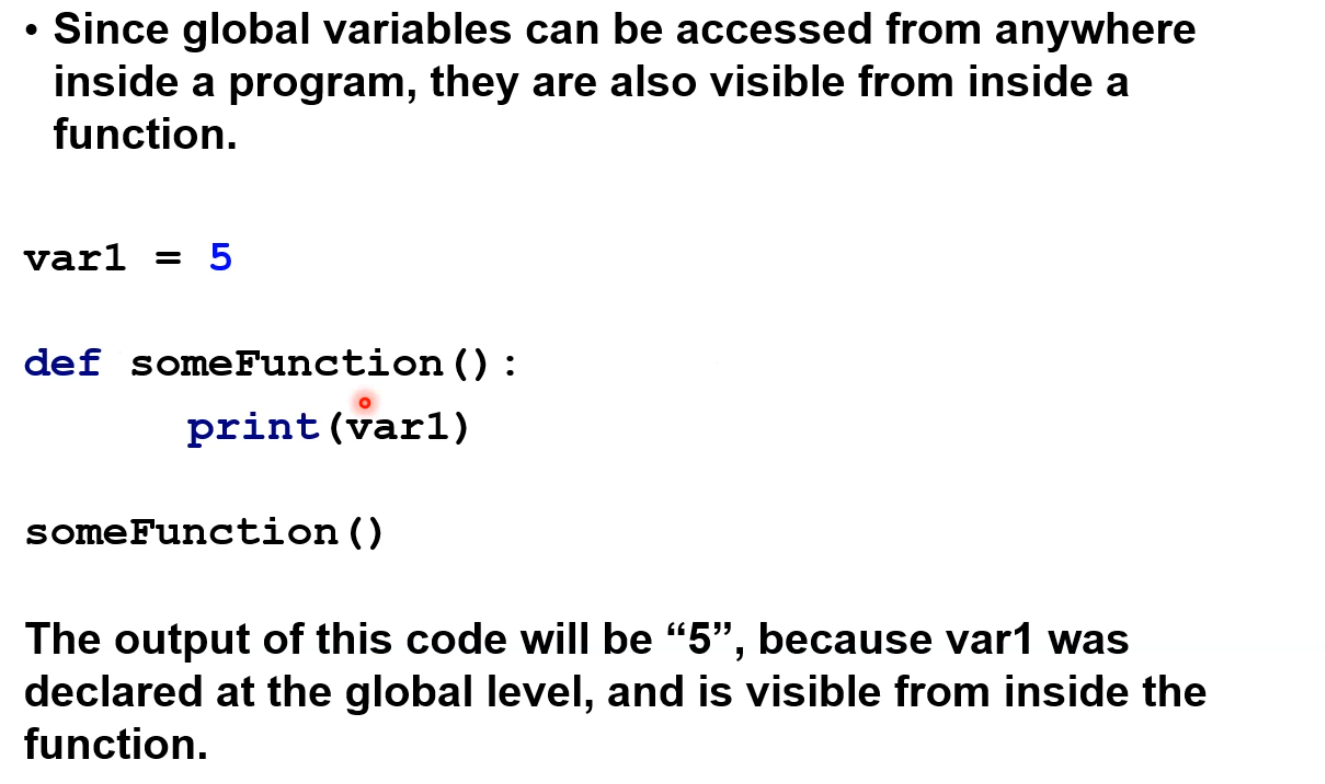 • Since global variables can be accessed from anywhere
inside a program, they are also visible from inside a
function.
var1 = 5
def someFunction():
print(var1)
someFunction()
The output of this code will be “5”, because var1 was
declared at the global level, and is visible from inside the
function.